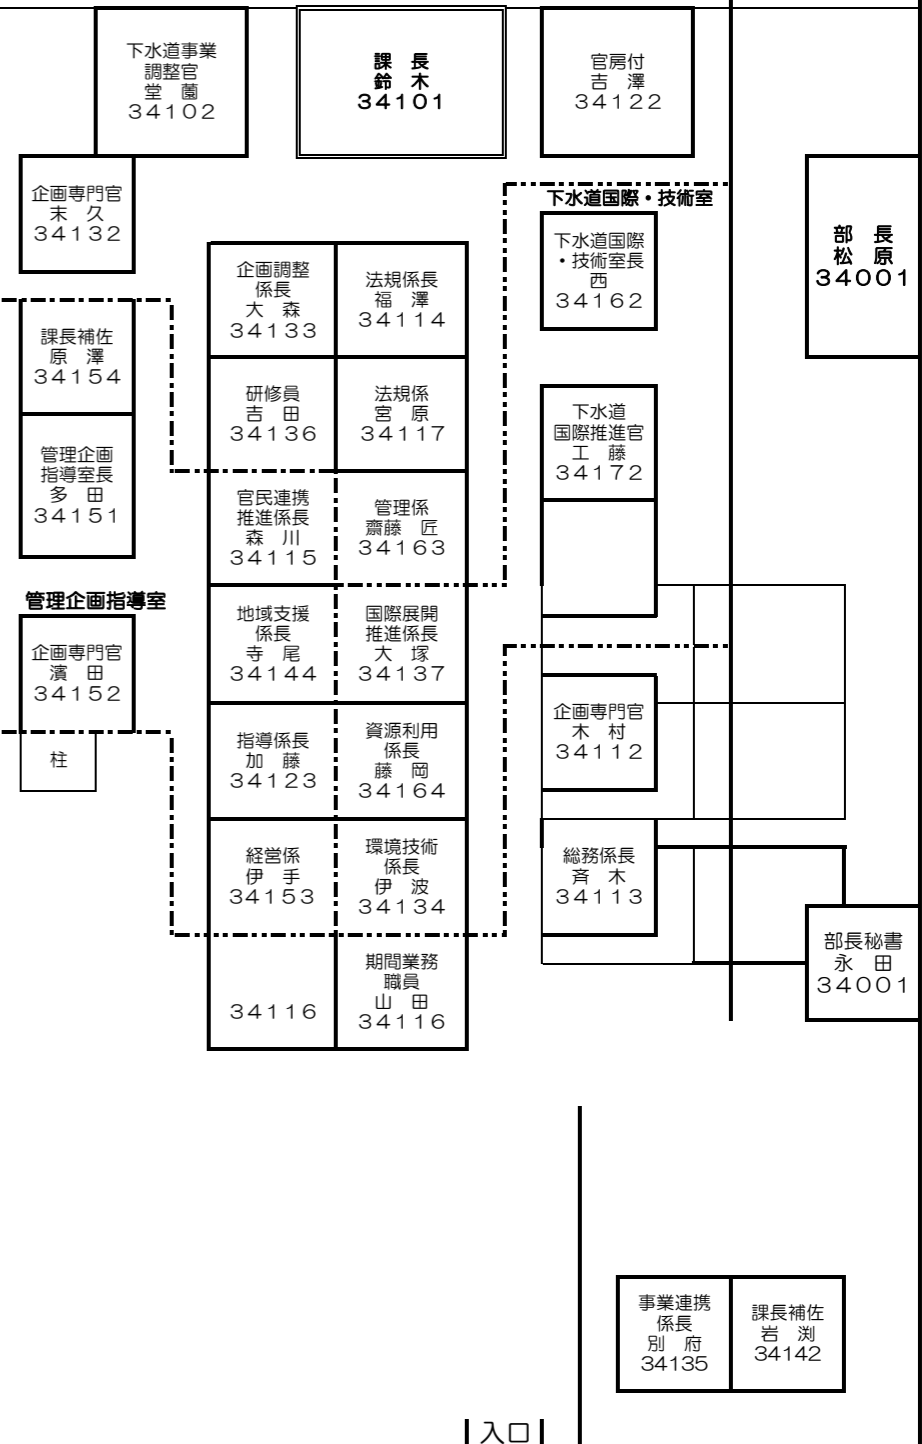 下水道事業
調整官
堂　薗
３４１０２
課　長
鈴　木
３４１０１
官房付
吉　澤
３４１２２
企画専門官
末　久
３４１３２
下水道国際・技術室
下水道国際
・技術室長
西
３４１６２
部　長
松　原
３４００１
企画調整
係長
大　森
３４１３３
法規係長
福　澤
３４１１４
課長補佐
原　澤
３４１５４
研修員
吉　田
３４１３６
法規係
宮　原
３４１１７
下水道
国際推進官
工　藤
３４１７２
管理企画
指導室長
多　田
３４１５１
官民連携
推進係長
森　川
３４１１５
管理係
齋藤　匠
３４１６３
管理企画指導室
企画専門官
濱　田
３４１５２
地域支援
係長
寺　尾
３４１４４
国際展開
推進係長
大　塚
３４１３７
柱
指導係長
加　藤
３４１２３
資源利用
係長
藤　岡
３４１６４
企画専門官
木　村
３４１１２
経営係
伊　手
３４１５３
環境技術
係長
伊　波
３４１３４
総務係長
斉　木
３４１１３
部長秘書
永　田
３４００１
３４１１６
期間業務
職員
山　田
３４１１６
事業連携
係長
別　府
34135
課長補佐
岩　渕
34142
入口